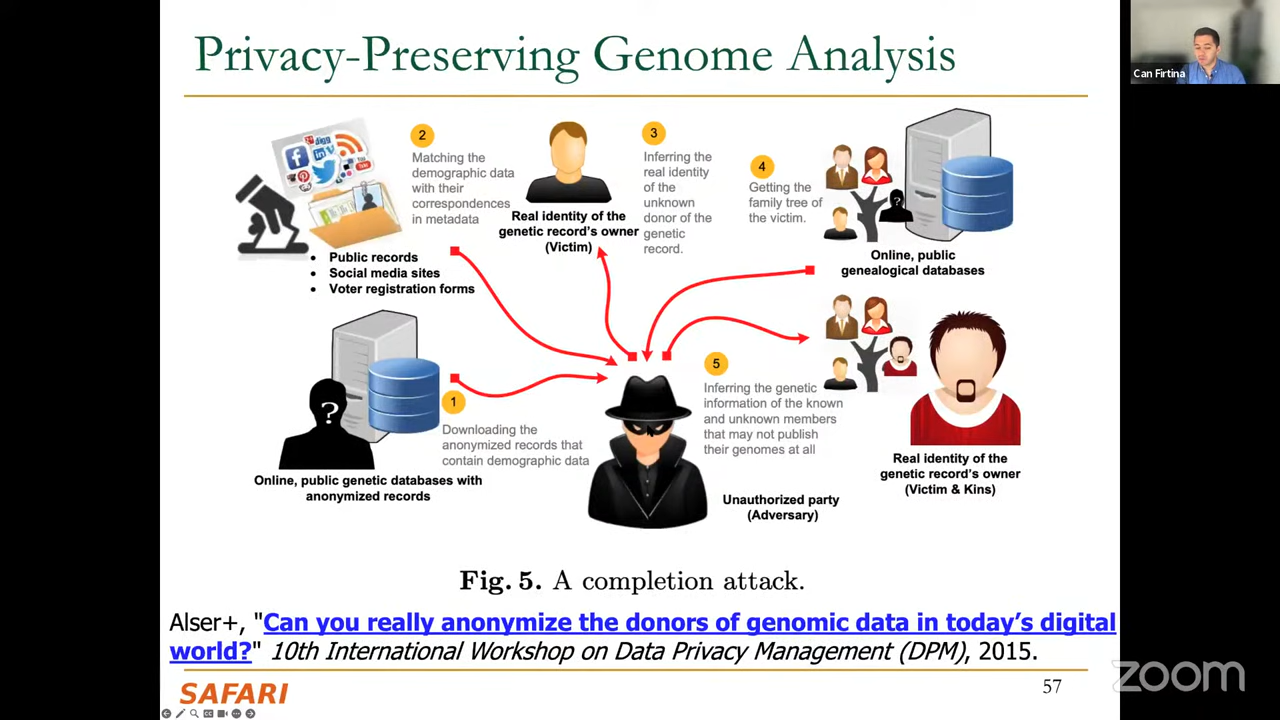 Privacy-Preserving Genome Analysis
Can Firtina
2
Matching the
demographic data
with their
correspondences
in metadata
digg
Public records
Social media sites
Voter registration forms
Real identity of the
genetic record's owner
(Victim)
3
Inferring the
real identity
of the
unknown
donor of the
genetic
record.
4
Getting the
family tree of
the victim.
?
Online, public
genealogical databases
?
1
Downloading the
anonymized records that
contain demographic data
Online, public genetic databases with
anonymized records
5
Inferring the genetic
information of the known
and unknown members
that may not publish
their genomes at all
Unauthorized party
(Adversary)
Real identity of the
genetic record's owner
(Victim & Kins)
Fig. 5. A completion attack.
Alser+, "Can you really anonymize the donors of genomic data in today's digital
world?" 10th International Workshop on Data Privacy Management (DPM), 2015.
SAFARI
57
zoom